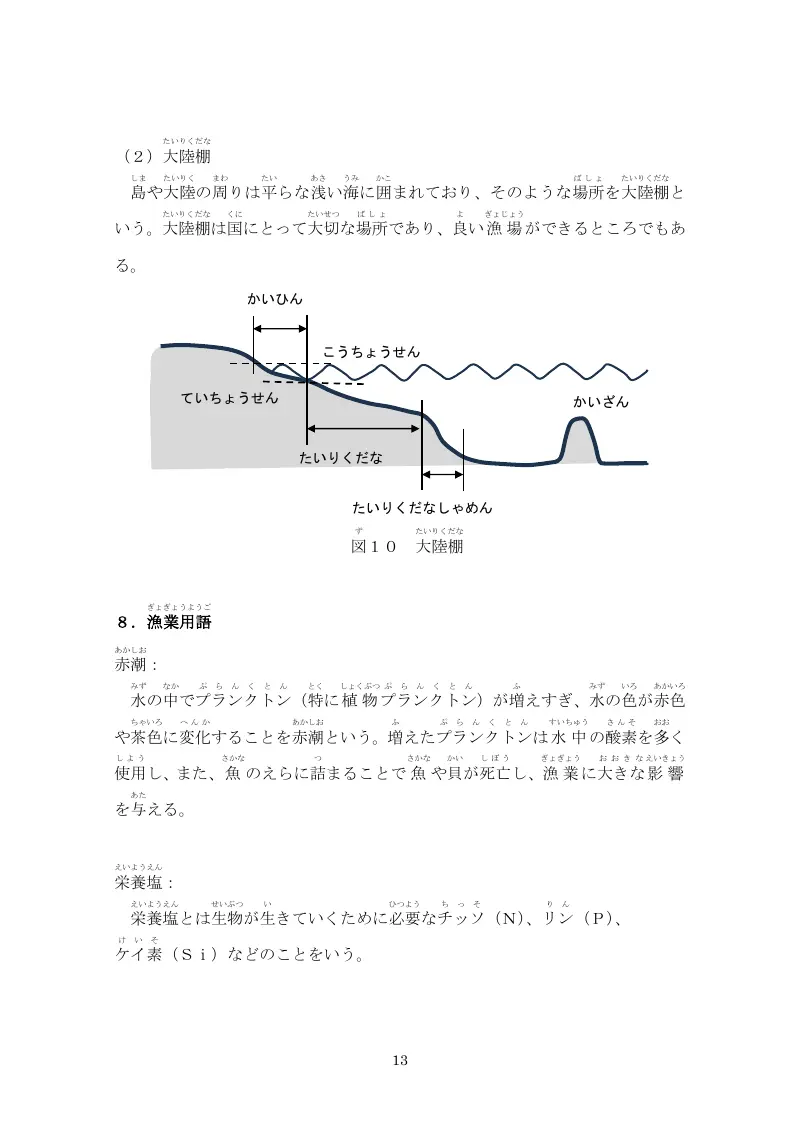 （２）大陸棚
島や大陸の周りは平らな浅い海に囲まれており、そのような場所を大陸棚と
いう。大陸棚は国にとって大切な場所であり、良い漁場ができるところでもあ
る。
かいひん
こうちょうせん
ていちょうせん
かいざん
たいりくだな
たいりくだなしゃめん
図１０　大陸棚
８．漁業用語
赤潮：
水の中でプランクトン（特に植物プランクトン）が増えすぎ、水の色が赤色
や茶色に変化することを赤潮という。増えたプランクトンは水中の酸素を多く
使用し、また、魚のえらに詰まることで魚や貝が死亡し、漁業に大きな影響
を与える。
栄養塩：
栄養塩とは生物が生きていくために必要なチッソ（Ｎ）、リン（Ｐ）、
ケイ素（Ｓｉ）などのことをいう。
13